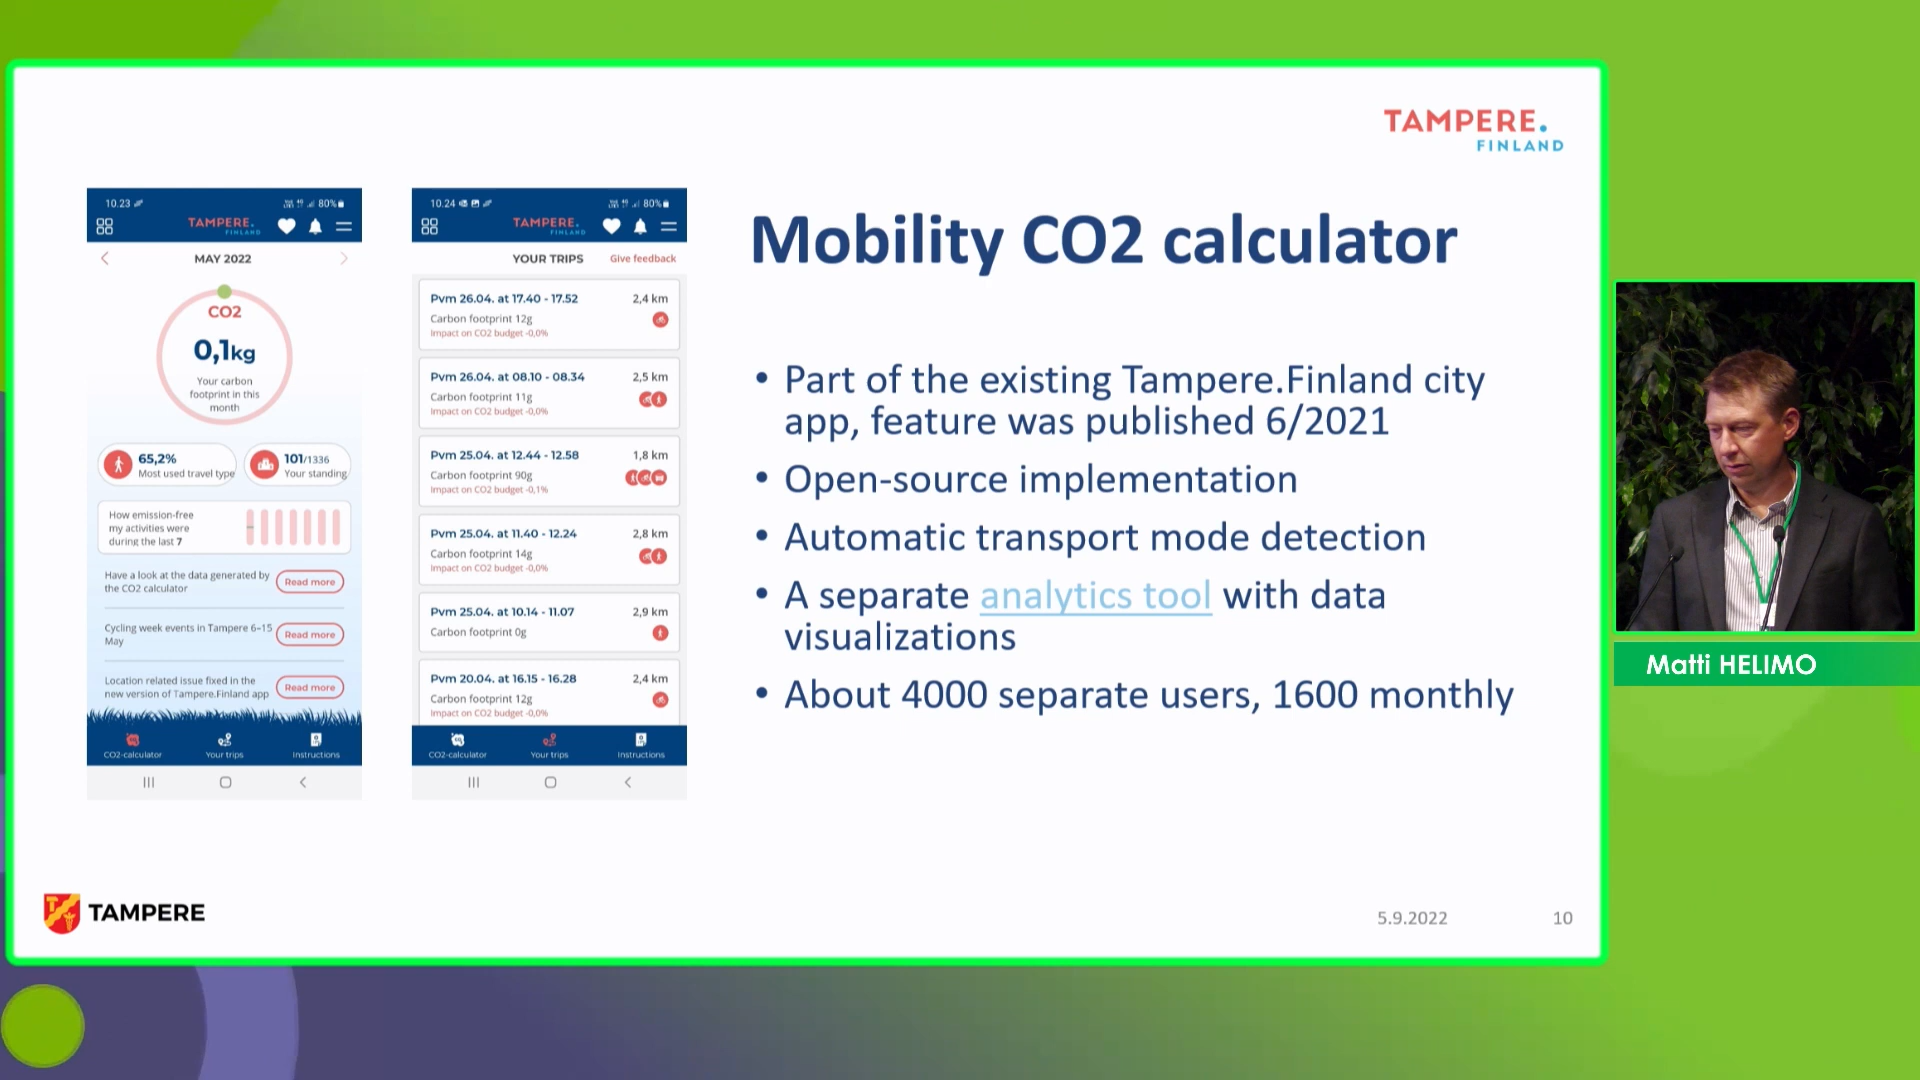 TAMPERE.
FINLAND
10.23
80%
TAMPERE.
FINLAND
MAY 2022
CO2
0,1kg
Your carbon
footprint in this
month
65,2%
Most used travel type
101/1336
Your standing
How emission-free
my activities were
during the last 7
Have a look at the data generated by
the CO2 calculator
Read more
Cycling week events in Tampere 6-15
May
Read more
Location related issue fixed in the
new version of Tampere.Finland app
Read more
CO2-calculator
Your trips
Instructions
10.24
80%
TAMPERE.
FINLAND
YOUR TRIPS
Give feedback
Pvm 26.04. at 17.40 - 17.52
2,4 km
Carbon footprint 12g
Impact on CO2 budget -0,0%
Pvm 26.04. at 08.10 - 08.34
2,5 km
Carbon footprint 11g
Impact on CO2 budget -0,0%
Pvm 25.04. at 12.44 - 12.58
1,8 km
Carbon footprint 90g
Impact on CO2 budget -0,1%
Pvm 25.04. at 11.40 - 12.24
2,8 km
Carbon footprint 14g
Impact on CO2 budget -0,0%
Pvm 25.04. at 10.14 - 11.07
2,9 km
Carbon footprint 0g
Pvm 20.04. at 16.15 - 16.28
2,4 km
Carbon footprint 12g
Impact on CO2 budget -0,0%
CO2-calculator
Your trips
Instructions
Mobility CO2 calculator
• Part of the existing Tampere.Finland city
app, feature was published 6/2021
• Open-source implementation
• Automatic transport mode detection
• A separate analytics tool with data
visualizations
• About 4000 separate users, 1600 monthly
Matti HELIMO
TAMPERE
5.9.2022
10